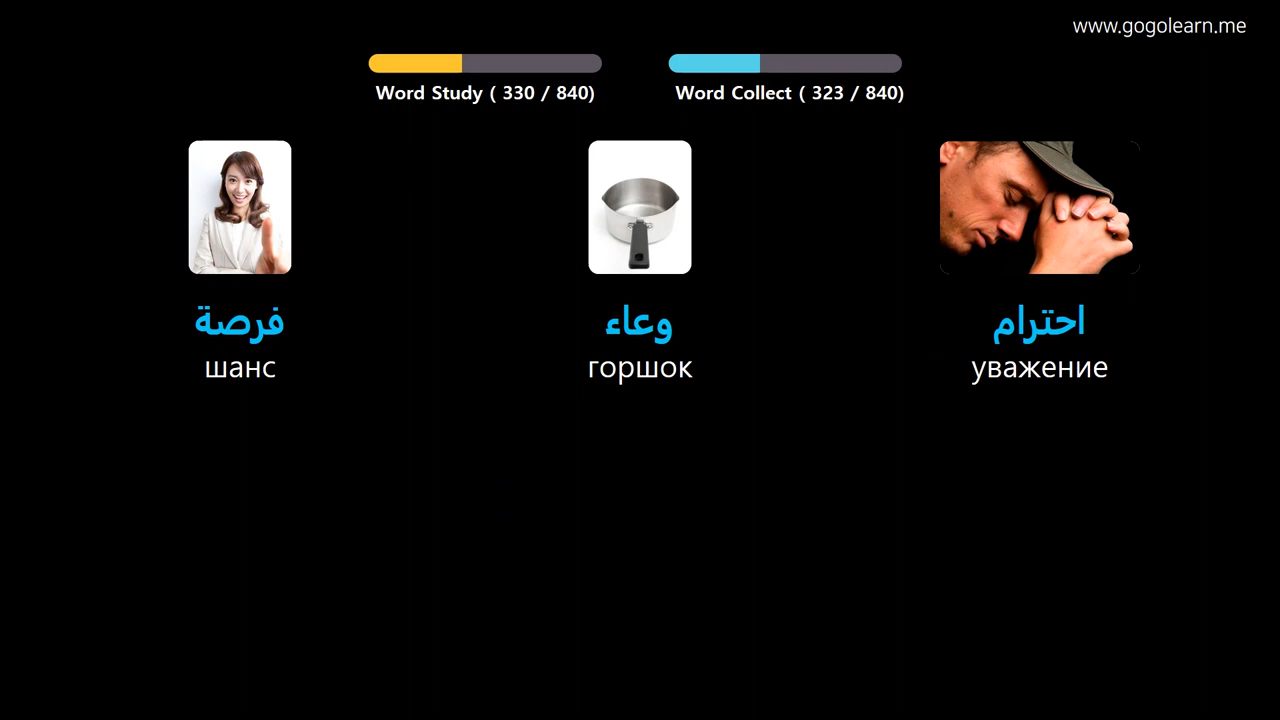 www.gogolearn.me
Word Study ( 330 / 840)
Word Collect ( 323 / 840)
فرصة
шанс
وعاء
горшок
احترام
уважение